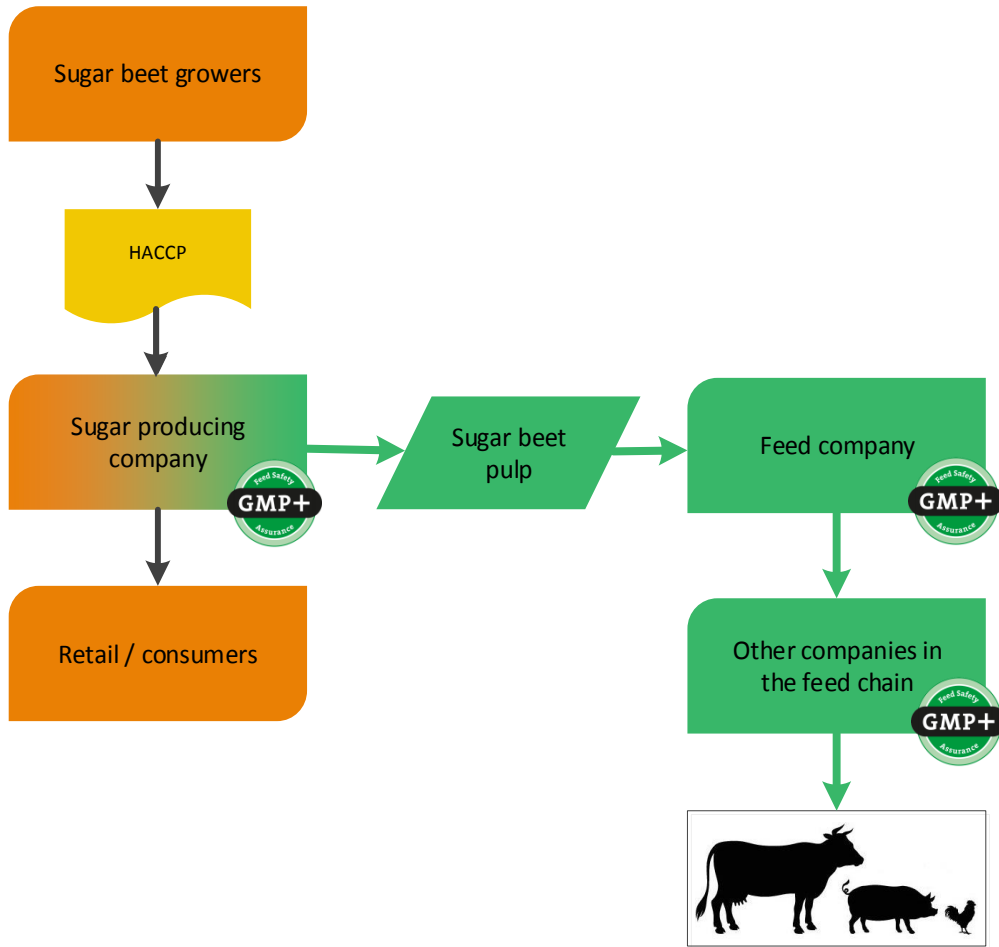 Sugar beet growers
HACCP
Sugar producing
company
Feed Safety
GMP+
Assurance
Sugar beet
pulp
Feed company
Feed Safety
GMP+
Assurance
Retail / consumers
Other companies in
the feed chain
Feed Safety
GMP+
Assurance